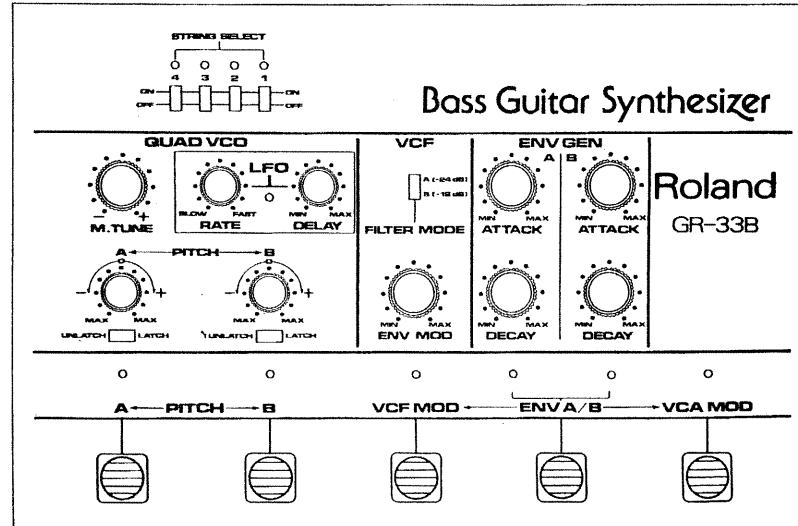 STRING SELECT
4 3 2 1
ON ON
OFF OFF
Bass Guitar Synthesizer
QUAD VCO
LFO
- +
M.TUNE
SLOW FAST
RATE
MIN MAX
DELAY
A PITCH B
- +
- +
MAX MAX
MAX MAX
UNLATCH LATCH
UNLATCH LATCH
VCF
A (-24 dB)
B (-12 dB)
FILTER MODE
MIN MAX
ENV MOD
ENV GEN
A B
MIN MAX
ATTACK
MIN MAX
ATTACK
MIN MAX
DECAY
MIN MAX
DECAY
Roland
GR-33B
A PITCH B
VCF MOD ENV A/B VCA MOD